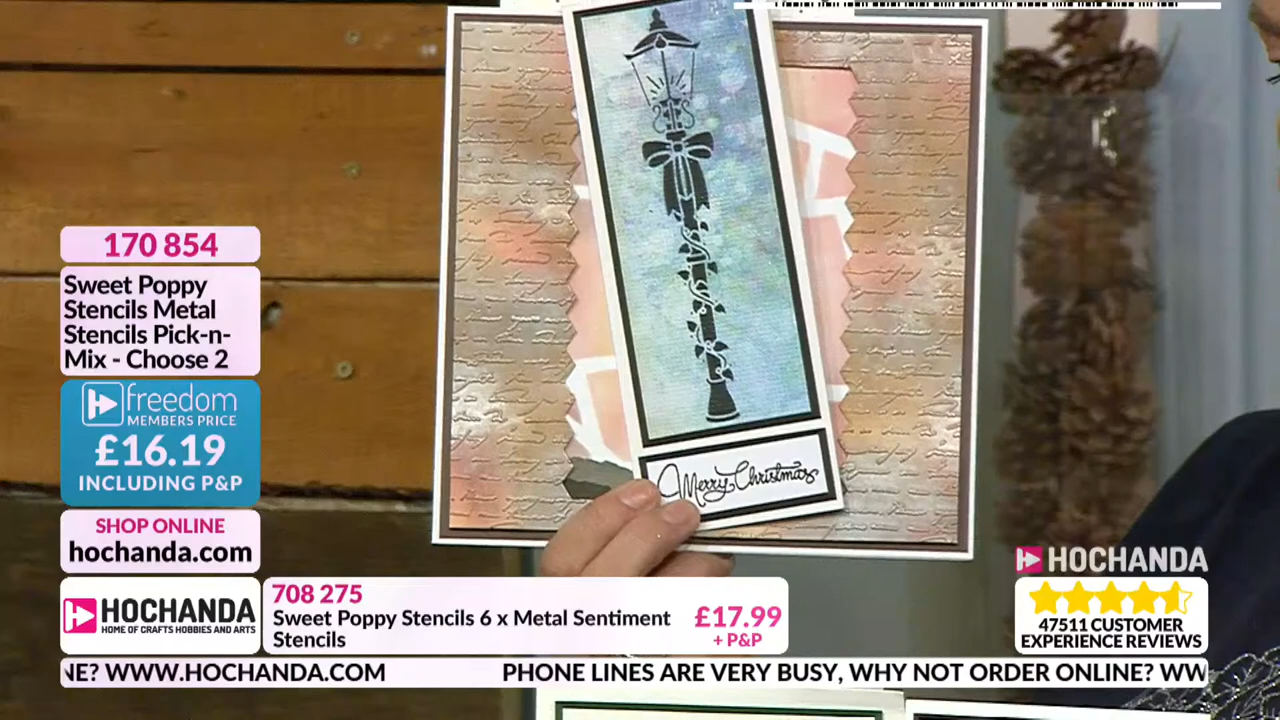 170 854
Sweet Poppy
Stencils Metal
Stencils Pick-n-
Mix - Choose 2
freedom
MEMBERS PRICE
£16.19
INCLUDING P&P
SHOP ONLINE
hochanda.com
HOCHANDA
HOME OF CRAFTS HOBBIES AND ARTS
708 275
Sweet Poppy Stencils 6 x Metal Sentiment
Stencils
£17.99
+ P&P
Merry Christmas
HOCHANDA
47511 CUSTOMER
EXPERIENCE REVIEWS
NE? WWW.HOCHANDA.COM PHONE LINES ARE VERY BUSY, WHY NOT ORDER ONLINE? WW